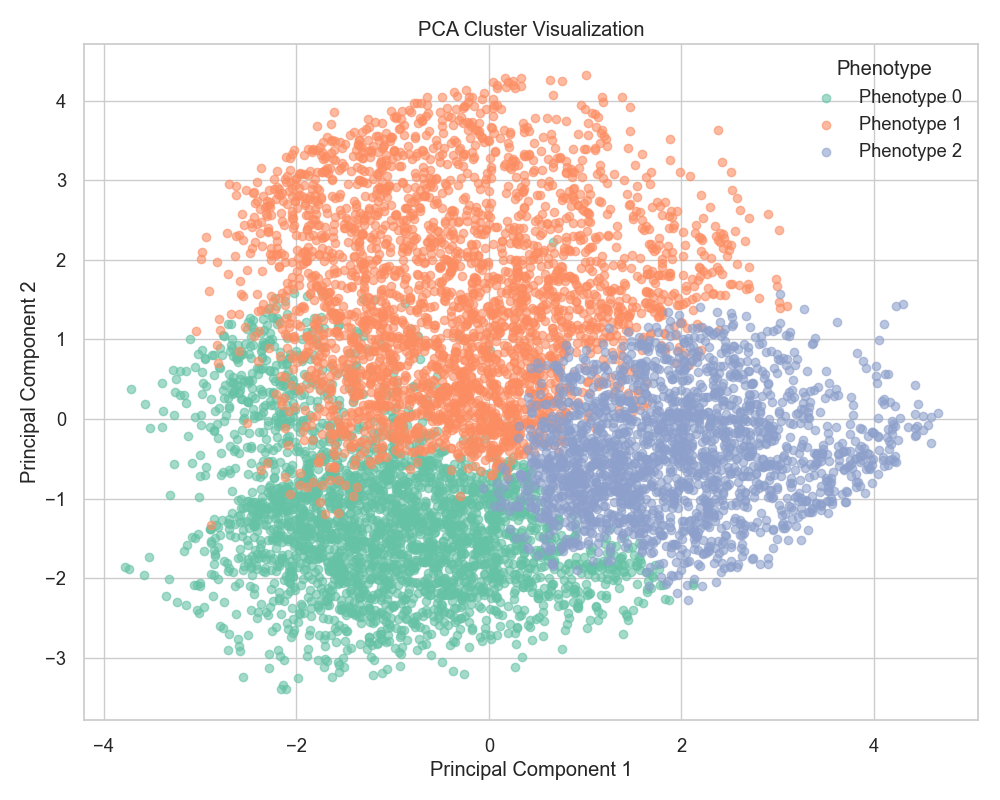 PCA Cluster Visualization
Phenotype
Phenotype 0
Phenotype 1
Phenotype 2
4
3
2
1
0
−1
−2
−3
Principal Component 2
−4
−2
0
2
4
Principal Component 1